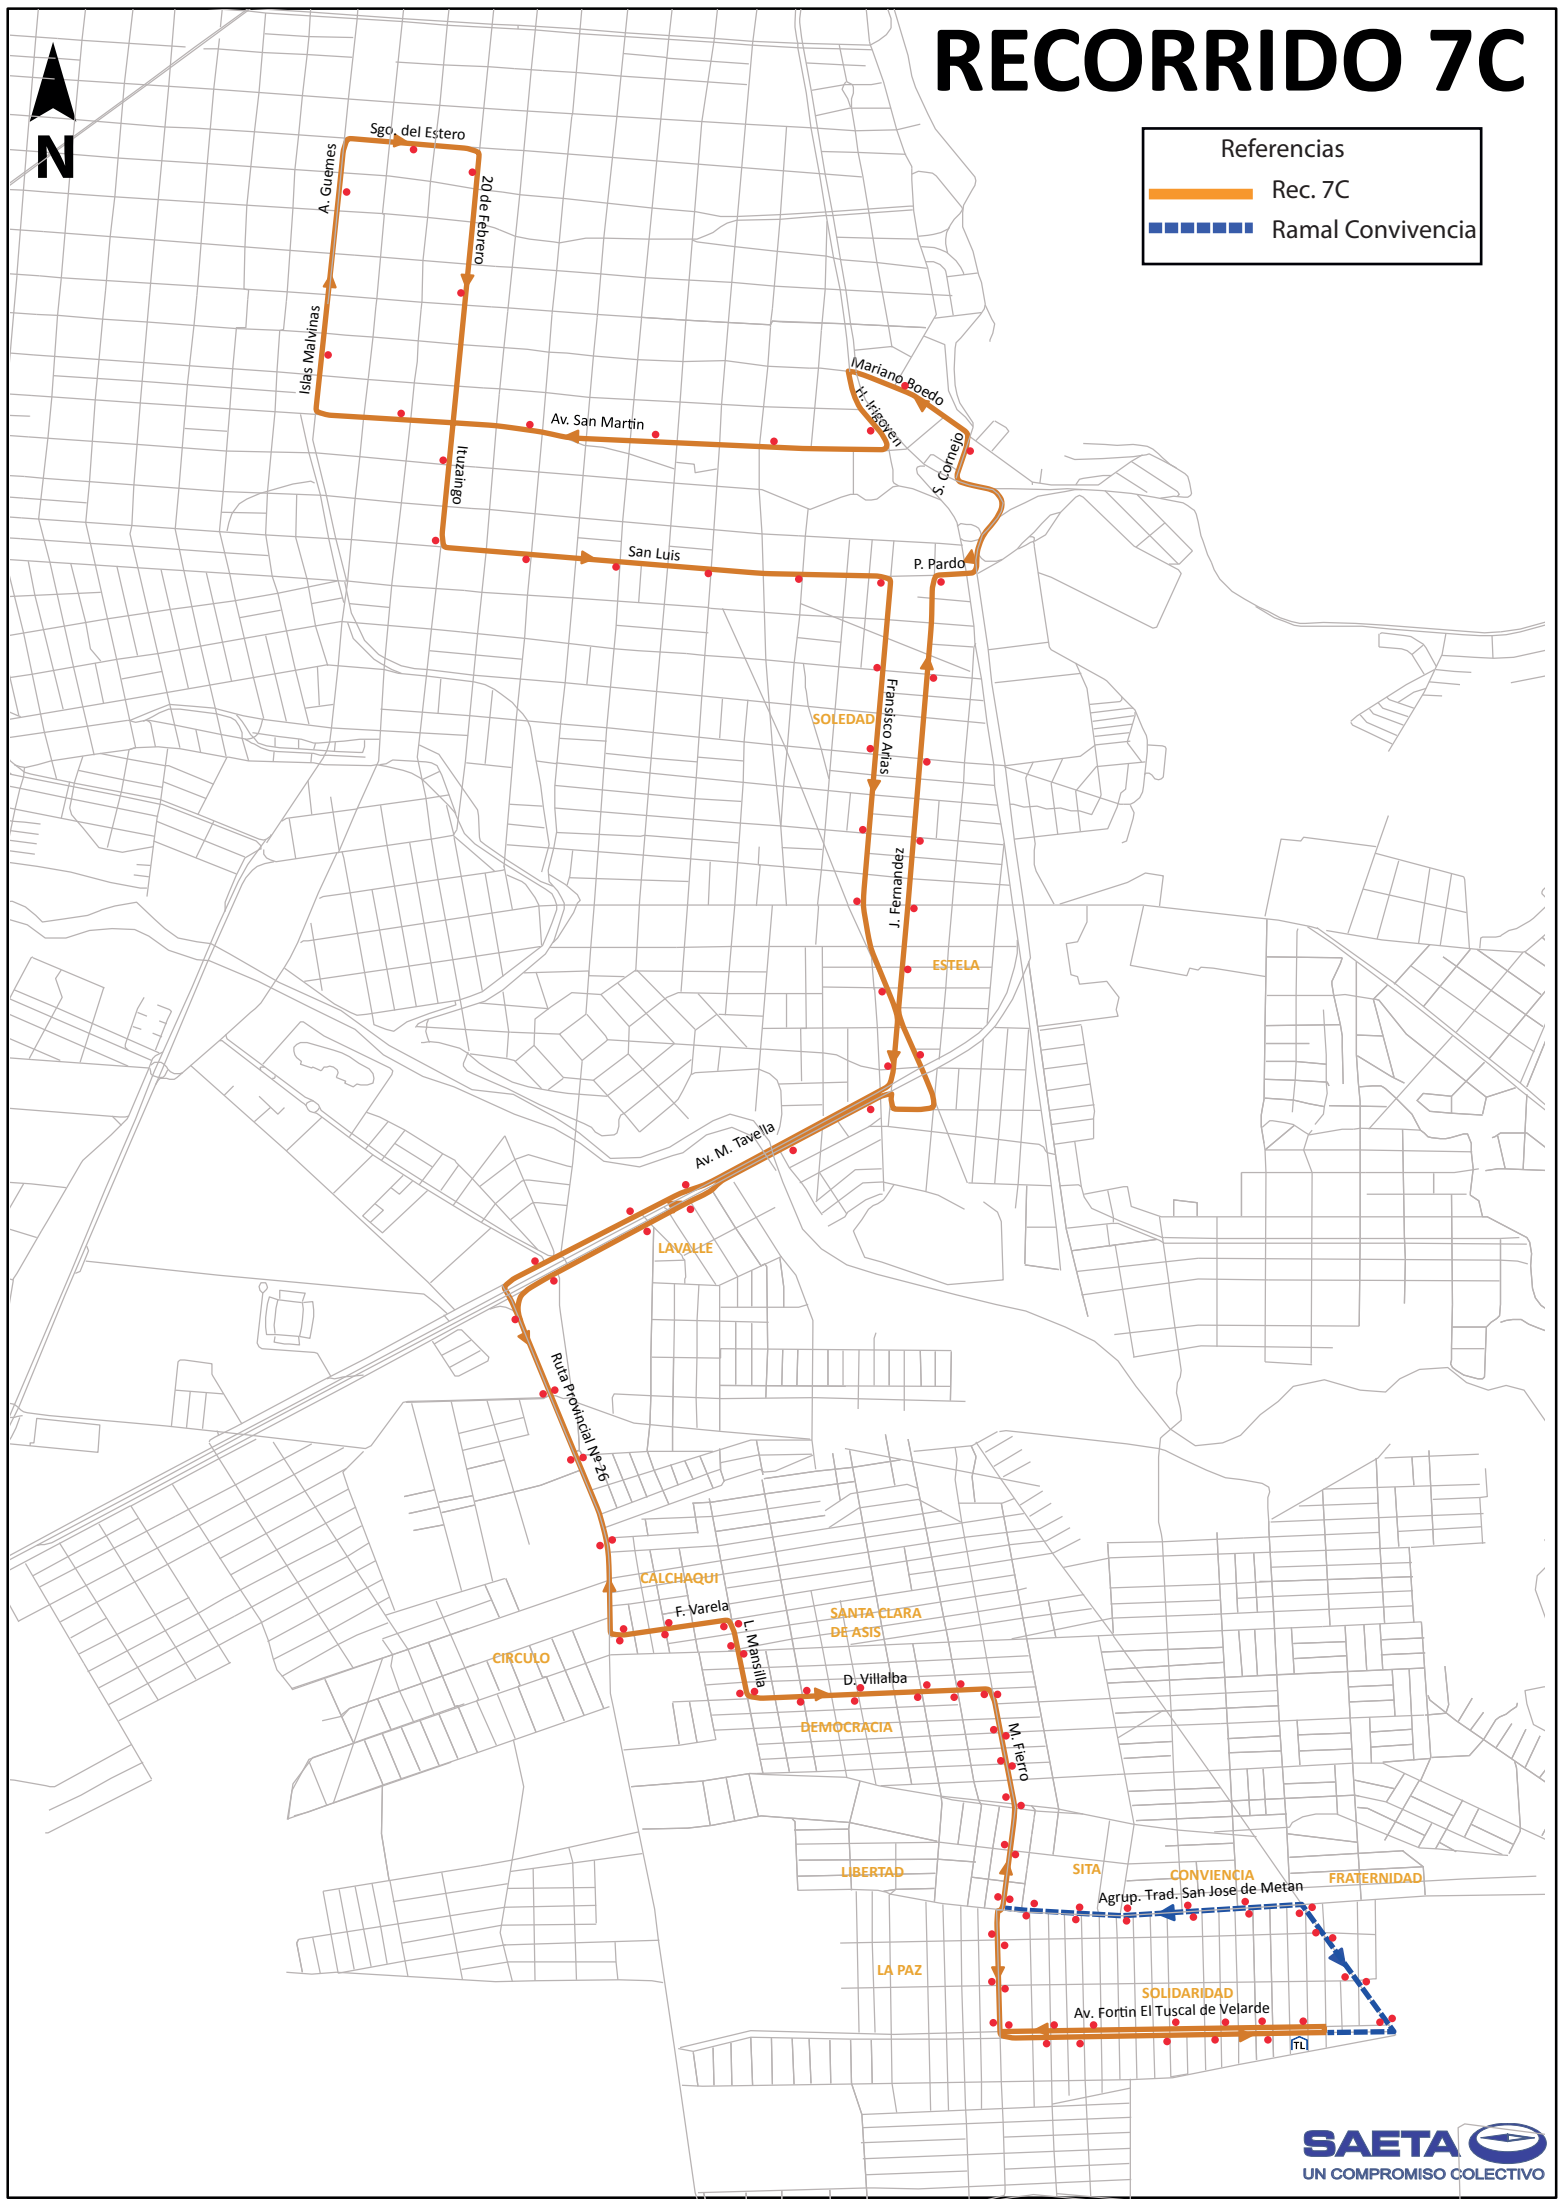 RECORRIDO 7C
N
Referencias
Rec. 7C
Ramal Convivencia
Sgo. del Estero
A. Guemes
20 de Febrero
Islas Malvinas
Mariano Boedo
H. Irigoyen
Av. San Martin
S. Cornejo
Ituzaingo
San Luis
P. Pardo
Fransisco Arias
SOLEDAD
J. Fernandez
ESTELA
Av. M. Tavella
LAVALLE
Ruta Provincial Nº 26
CALCHAQUI
F. Varela
SANTA CLARA
DE ASIS
L. Mansilla
CIRCULO
D. Villalba
DEMOCRACIA
M. Fierro
LIBERTAD
SITA
CONVIENCIA
FRATERNIDAD
Agrup. Trad. San Jose de Metan
LA PAZ
SOLIDARIDAD
Av. Fortin El Tuscal de Velarde
TL
SAETA
UN COMPROMISO COLECTIVO